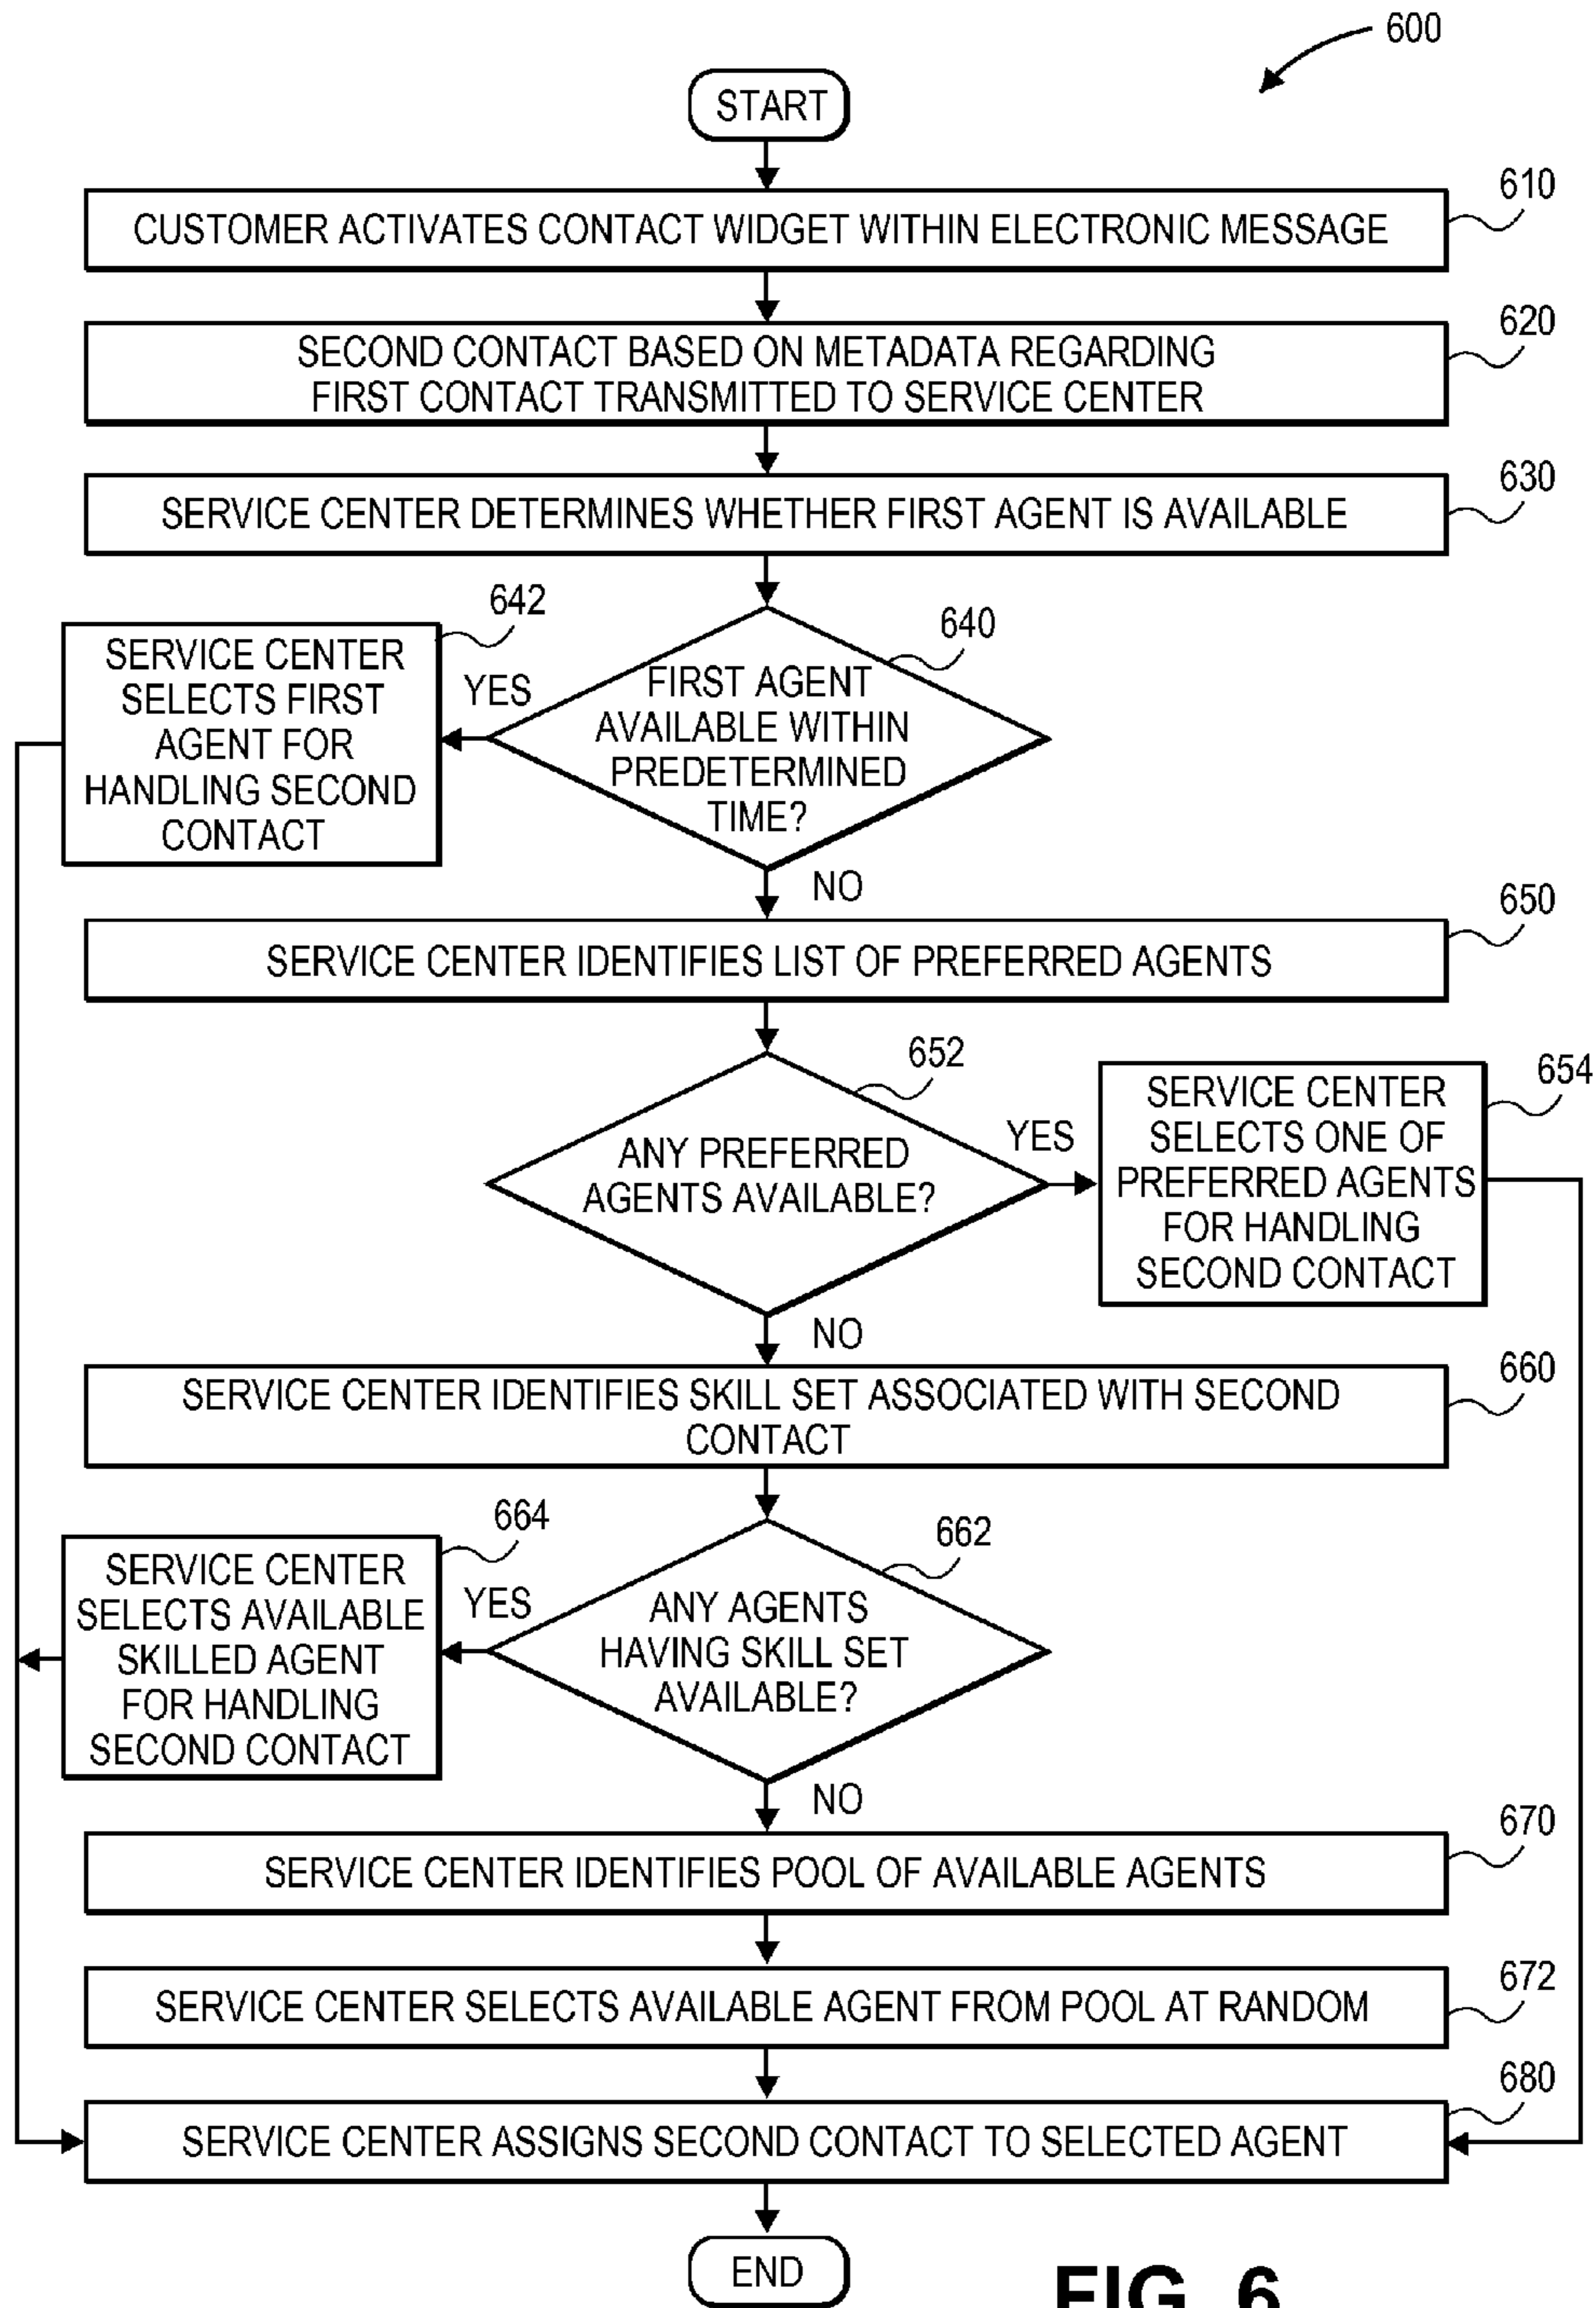 600
START
610
CUSTOMER ACTIVATES CONTACT WIDGET WITHIN ELECTRONIC MESSAGE
620
SECOND CONTACT BASED ON METADATA REGARDING
FIRST CONTACT TRANSMITTED TO SERVICE CENTER
630
SERVICE CENTER DETERMINES WHETHER FIRST AGENT IS AVAILABLE
642
SERVICE CENTER
SELECTS FIRST
AGENT FOR
HANDLING SECOND
CONTACT
YES
640
FIRST AGENT
AVAILABLE WITHIN
PREDETERMINED
TIME?
NO
650
SERVICE CENTER IDENTIFIES LIST OF PREFERRED AGENTS
652
ANY PREFERRED
AGENTS AVAILABLE?
YES
654
SERVICE CENTER
SELECTS ONE OF
PREFERRED AGENTS
FOR HANDLING
SECOND CONTACT
NO
660
SERVICE CENTER IDENTIFIES SKILL SET ASSOCIATED WITH SECOND
CONTACT
664
SERVICE CENTER
SELECTS AVAILABLE
SKILLED AGENT
FOR HANDLING
SECOND CONTACT
YES
662
ANY AGENTS
HAVING SKILL SET
AVAILABLE?
NO
670
SERVICE CENTER IDENTIFIES POOL OF AVAILABLE AGENTS
672
SERVICE CENTER SELECTS AVAILABLE AGENT FROM POOL AT RANDOM
680
SERVICE CENTER ASSIGNS SECOND CONTACT TO SELECTED AGENT
END
FIG. 6